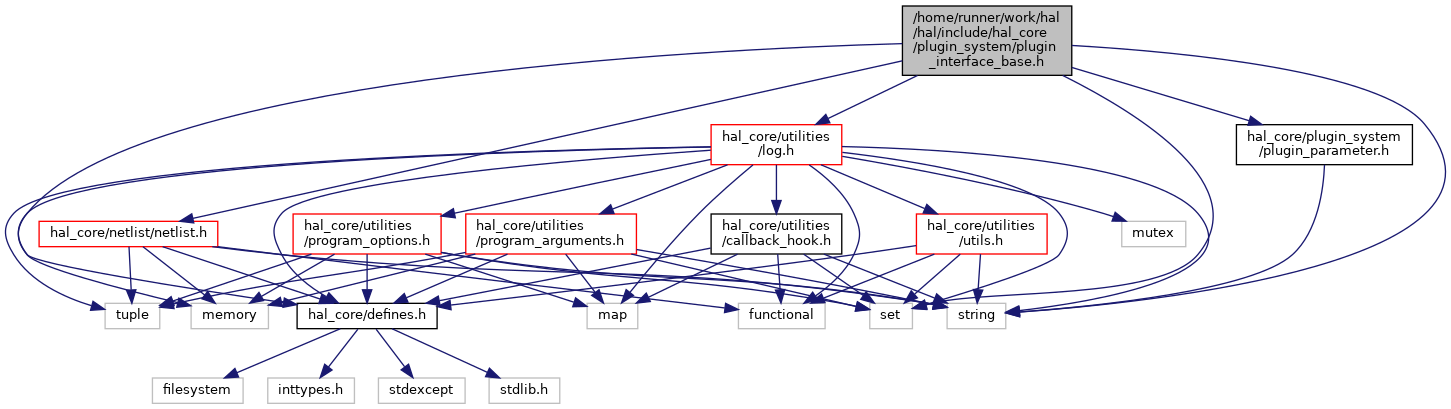 /home/runner/work/hal
/hal/include/hal_core
/plugin_system/plugin
_interface_base.h
hal_core/utilities
/log.h
hal_core/plugin_system
/plugin_parameter.h
hal_core/netlist/netlist.h
hal_core/utilities
/program_options.h
hal_core/utilities
/program_arguments.h
hal_core/utilities
/callback_hook.h
hal_core/utilities
/utils.h
mutex
tuple
memory
hal_core/defines.h
map
functional
set
string
filesystem
inttypes.h
stdexcept
stdlib.h